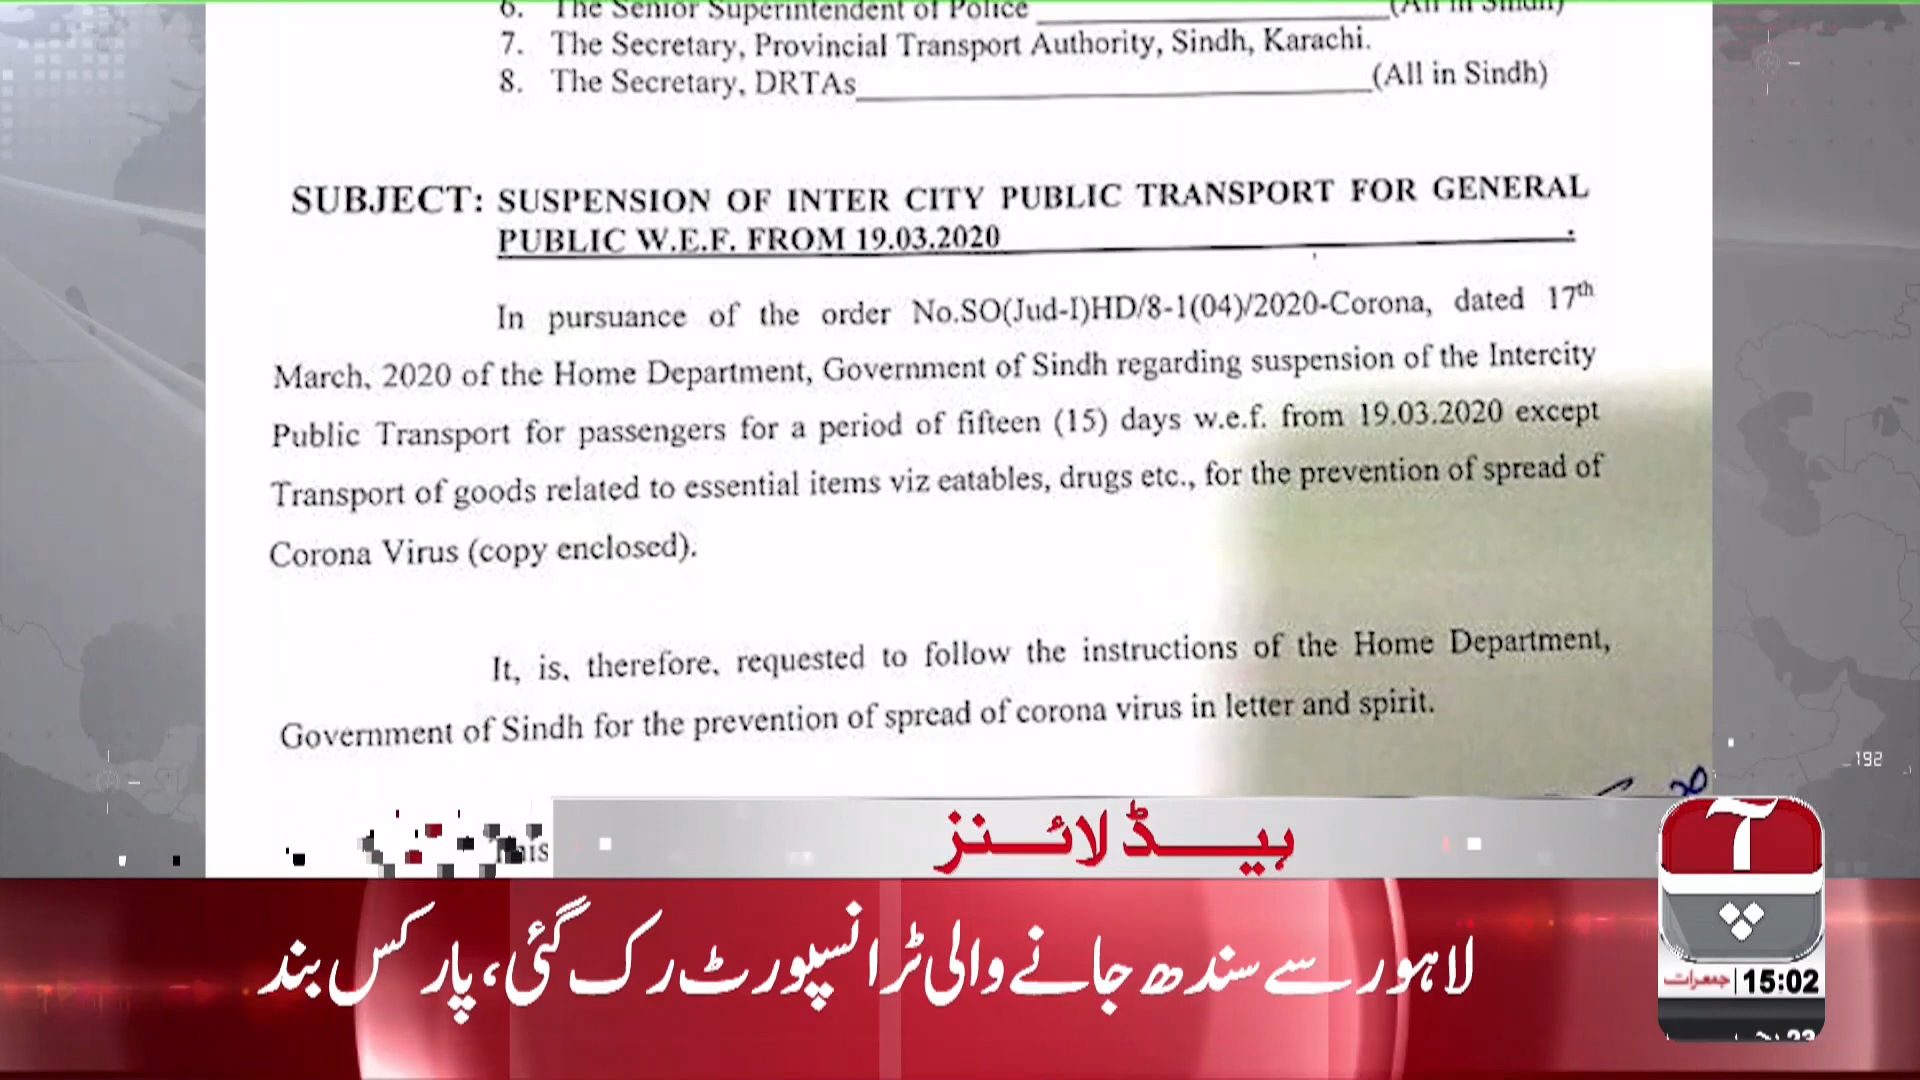 6. The Senior Superintendent of Police (All in Sindh)
7. The Secretary, Provincial Transport Authority, Sindh, Karachi.
8. The Secretary, DRTAs (All in Sindh)
SUBJECT: SUSPENSION OF INTER CITY PUBLIC TRANSPORT FOR GENERAL
PUBLIC W.E.F. FROM 19.03.2020 .
In pursuance of the order No.SO(Jud-I)HD/8-1(04)/2020-Corona, dated 17th
March, 2020 of the Home Department, Government of Sindh regarding suspension of the Intercity
Public Transport for passengers for a period of fifteen (15) days w.e.f. from 19.03.2020 except
Transport of goods related to essential items viz eatables, drugs etc., for the prevention of spread of
Corona Virus (copy enclosed).
It, is, therefore, requested to follow the instructions of the Home Department,
Government of Sindh for the prevention of spread of corona virus in letter and spirit.
192
ہیڈلائنز
لاہور سے سندھ جانے والی ٹرانسپورٹ رک گئی، پارکس بند
آپ
جمعرات 15:02